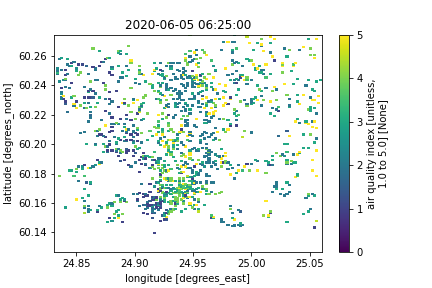 2020-06-05 06:25:00
60.26
60.24
60.22
60.20
60.18
60.16
60.14
latitude [degrees_north]
24.85 24.90 24.95 25.00 25.05
longitude [degrees_east]
5
4
3
2
1
0
air quality index [unitless,
1.0 to 5.0] [None]